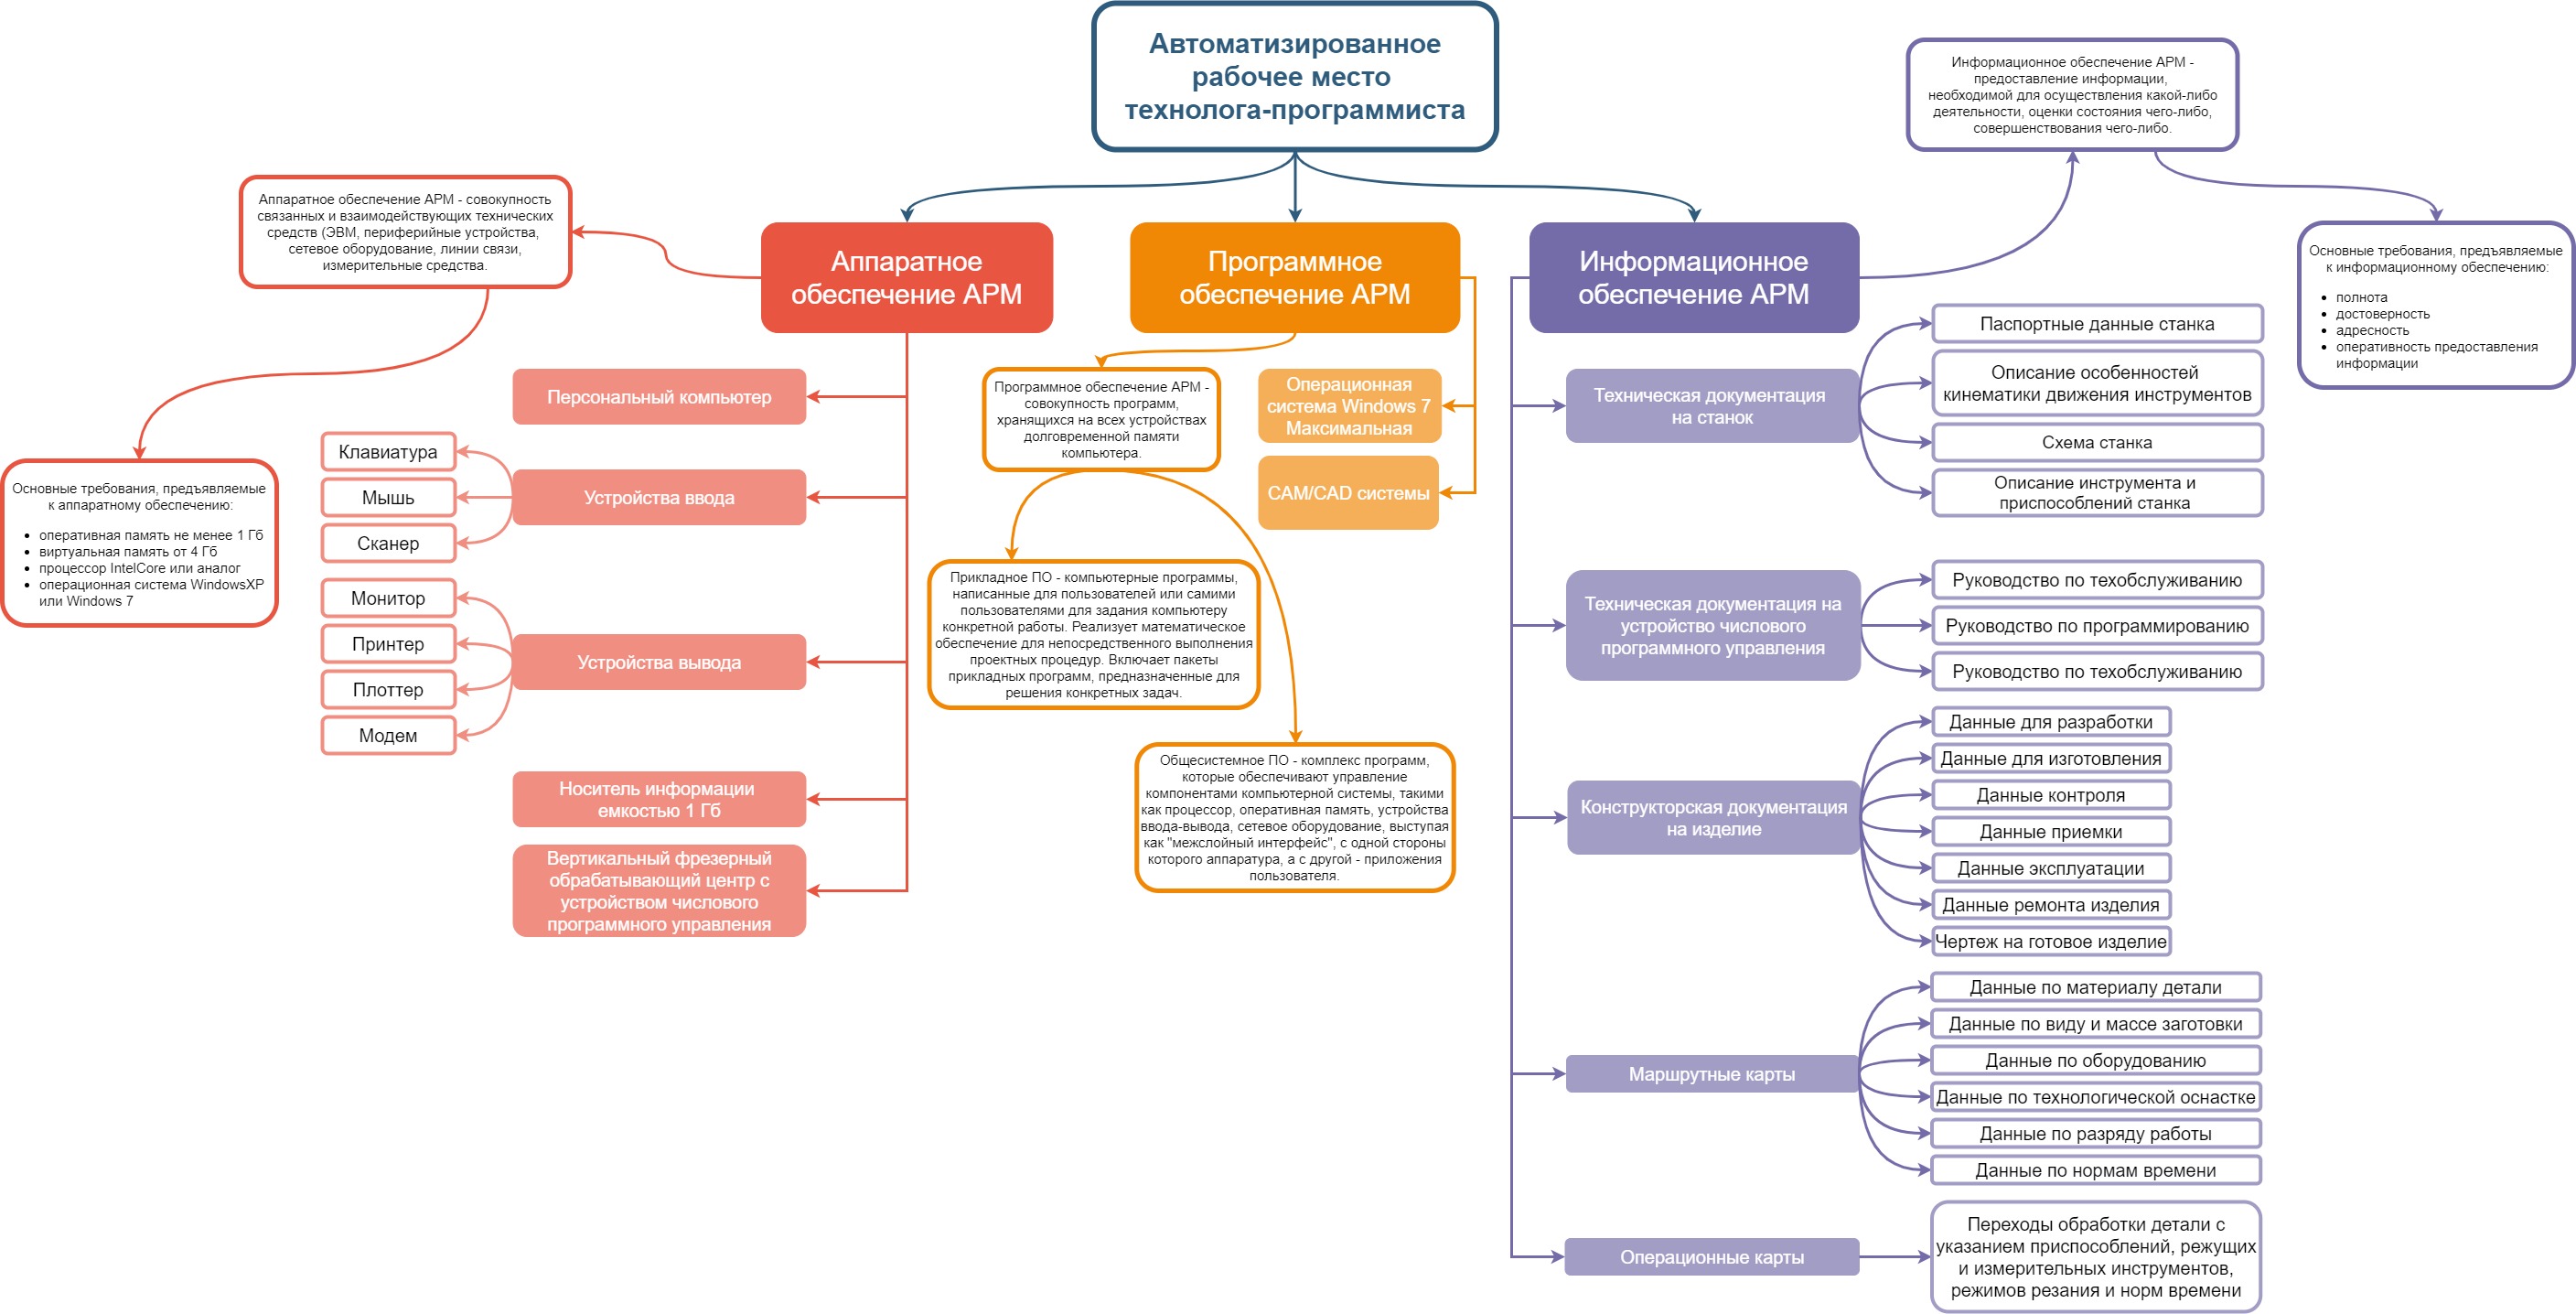 Автоматизированное
рабочее место
технолога-программиста
Информационное обеспечение АРМ -
предоставление информации,
необходимой для осуществления какой-либо
деятельности, оценки состояния чего-либо,
совершенствования чего-либо.
Аппаратное обеспечение АРМ - совокупность
связанных и взаимодействующих технических
средств (ЭВМ, периферийные устройства,
сетевое оборудование, линии связи,
измерительные средства.
Аппаратное
обеспечение АРМ
Программное
обеспечение АРМ
Информационное
обеспечение АРМ
Основные требования, предъявляемые
к информационному обеспечению:
• полнота
• достоверность
• адресность
• оперативность предоставления
информации
Основные требования, предъявляемые
к аппаратному обеспечению:
• оперативная память не менее 1 Гб
• виртуальная память от 4 Гб
• процессор IntelCore или аналог
• операционная система WindowsXP
или Windows 7
Персональный компьютер
Устройства ввода
Клавиатура
Мышь
Сканер
Устройства вывода
Монитор
Принтер
Плоттер
Модем
Носитель информации
емкостью 1 Гб
Вертикальный фрезерный
обрабатывающий центр с
устройством числового
программного управления
Программное обеспечение АРМ -
совокупность программ,
хранящихся на всех устройствах
долговременной памяти
компьютера.
Операционная
система Windows 7
Максимальная
CAM/CAD системы
Прикладное ПО - компьютерные программы,
написанные для пользователей или самими
пользователями для задания компьютеру
конкретной работы. Реализует математическое
обеспечение для непосредственного выполнения
проектных процедур. Включает пакеты
прикладных программ, предназначенные для
решения конкретных задач.
Общесистемное ПО - комплекс программ,
которые обеспечивают управление
компонентами компьютерной системы, такими
как процессор, оперативная память, устройства
ввода-вывода, сетевое оборудование, выступая
как "межслойный интерфейс", с одной стороны
которого аппаратура, а с другой - приложения
пользователя.
Техническая документация
на станок
Паспортные данные станка
Описание особенностей
кинематики движения инструментов
Схема станка
Описание инструмента и
приспособлений станка
Техническая документация на
устройство числового
программного управления
Руководство по техобслуживанию
Руководство по программированию
Руководство по техобслуживанию
Конструкторская документация
на изделие
Данные для разработки
Данные для изготовления
Данные контроля
Данные приемки
Данные эксплуатации
Данные ремонта изделия
Чертеж на готовое изделие
Маршрутные карты
Данные по материалу детали
Данные по виду и массе заготовки
Данные по оборудованию
Данные по технологической оснастке
Данные по разряду работы
Данные по нормам времени
Операционные карты
Переходы обработки детали с
указанием приспособлений, режущих
и измерительных инструментов,
режимов резания и норм времени